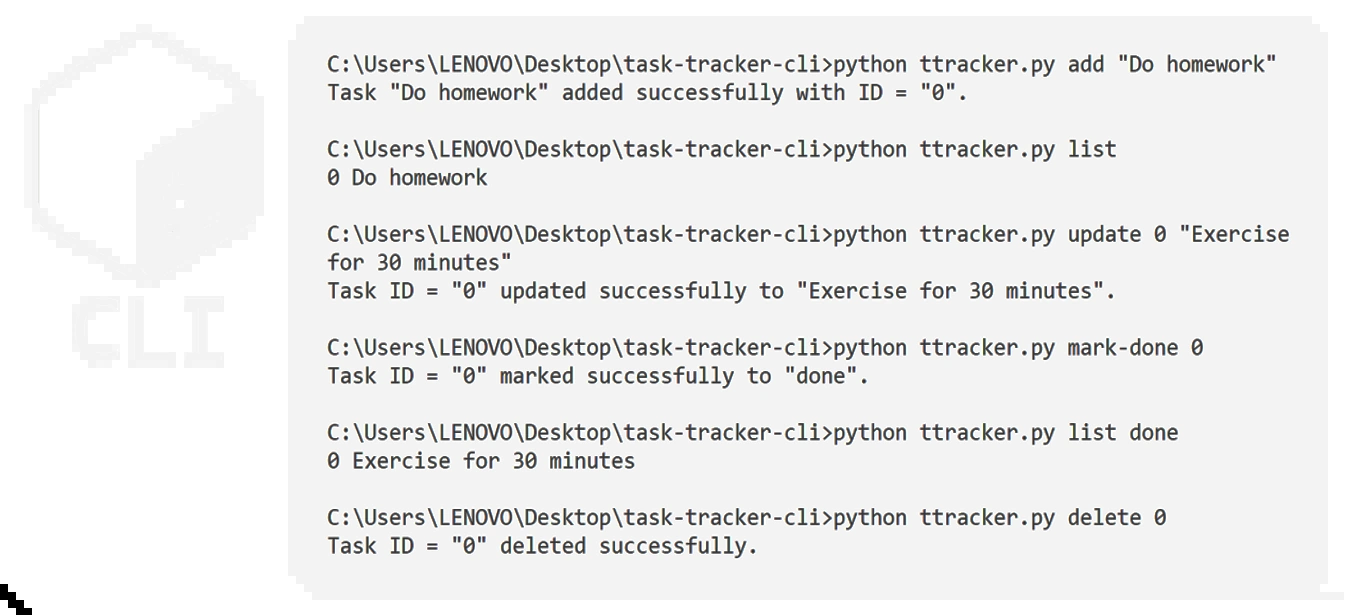 CLI
C:\Users\LENOVO\Desktop\task-tracker-cli>python ttracker.py add "Do homework"
Task "Do homework" added successfully with ID = "0".
C:\Users\LENOVO\Desktop\task-tracker-cli>python ttracker.py list
0 Do homework
C:\Users\LENOVO\Desktop\task-tracker-cli>python ttracker.py update 0 "Exercise
for 30 minutes"
Task ID = "0" updated successfully to "Exercise for 30 minutes".
C:\Users\LENOVO\Desktop\task-tracker-cli>python ttracker.py mark-done 0
Task ID = "0" marked successfully to "done".
C:\Users\LENOVO\Desktop\task-tracker-cli>python ttracker.py list done
0 Exercise for 30 minutes
C:\Users\LENOVO\Desktop\task-tracker-cli>python ttracker.py delete 0
Task ID = "0" deleted successfully.